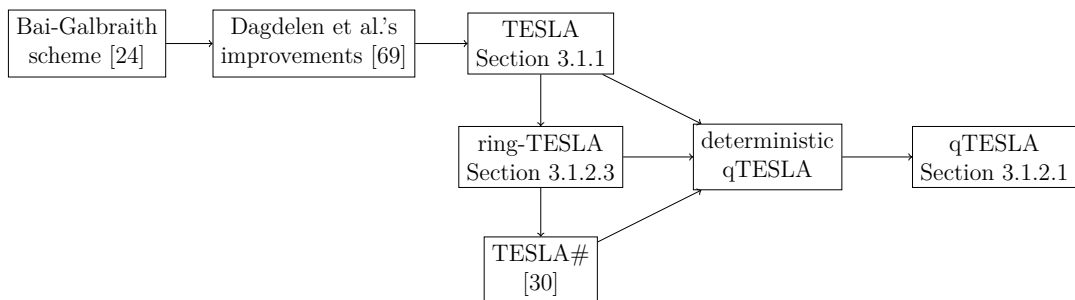 Bai-Galbraith
scheme [24]
Dagdelen et al.'s
improvements [69]
TESLA
Section 3.1.1
ring-TESLA
Section 3.1.2.3
deterministic
qTESLA
qTESLA
Section 3.1.2.1
TESLA#
[30]